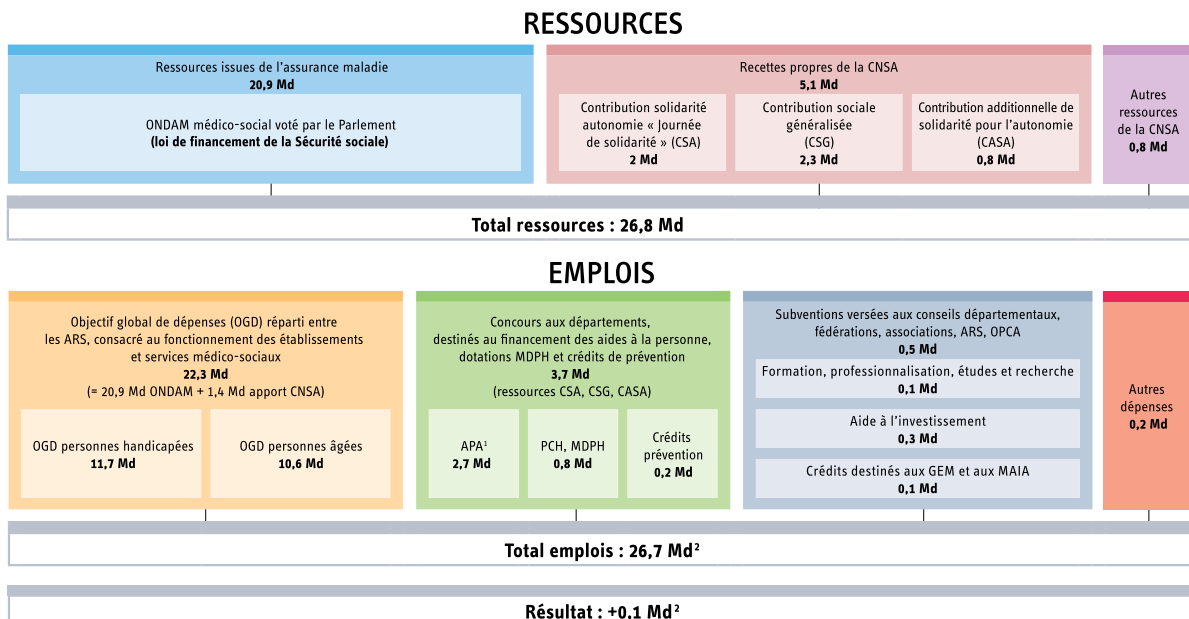 RESSOURCES
Ressources issues de l’assurance maladie
20,9 Md
ONDAM médico-social voté par le Parlement
(loi de financement de la Sécurité sociale)
Recettes propres de la CNSA
5,1 Md
Contribution solidarité
autonomie « Journée
de solidarité » (CSA)
2 Md
Contribution sociale
généralisée
(CSG)
2,3 Md
Contribution additionnelle de
solidarité pour l’autonomie
(CASA)
0,8 Md
Autres
ressources
de la CNSA
0,8 Md
Total ressources : 26,8 Md
EMPLOIS
Objectif global de dépenses (OGD) réparti entre
les ARS, consacré au fonctionnement des établissements
et services médico-sociaux
22,3 Md
(= 20,9 Md ONDAM + 1,4 Md apport CNSA)
OGD personnes handicapées
11,7 Md
OGD personnes âgées
10,6 Md
Concours aux départements,
destinés au financement des aides à la personne,
dotations MDPH et crédits de prévention
3,7 Md
(ressources CSA, CSG, CASA)
APA¹
2,7 Md
PCH, MDPH
0,8 Md
Crédits
prévention
0,2 Md
Subventions versées aux conseils départementaux,
fédérations, associations, ARS, OPCA
0,5 Md
Formation, professionnalisation, études et recherche
0,1 Md
Aide à l’investissement
0,3 Md
Crédits destinés aux GEM et aux MAIA
0,1 Md
Autres
dépenses
0,2 Md
Total emplois : 26,7 Md²
Résultat : +0,1 Md²